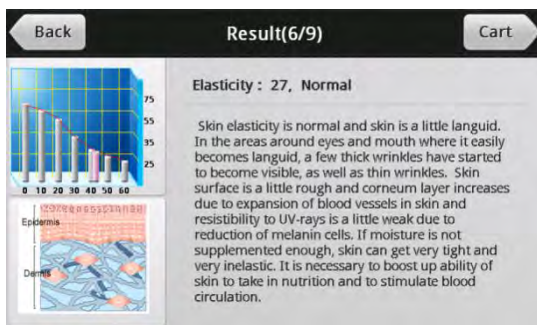 Back
Result(6/9)
Cart
75
55
35
25
0 10 20 30 40 50 60
Epidermis
Dermis
Elasticity : 27, Normal
Skin elasticity is normal and skin is a little languid.
In the areas around eyes and mouth where it easily
becomes languid, a few thick wrinkles have started
to become visible, as well as thin wrinkles. Skin
surface is a little rough and corneum layer increases
due to expansion of blood vessels in skin and
resistibility to UV-rays is a little weak due to
reduction of melanin cells. If moisture is not
supplemented enough, skin can get very tight and
very inelastic. It is necessary to boost up ability of
skin to take in nutrition and to stimulate blood
circulation.